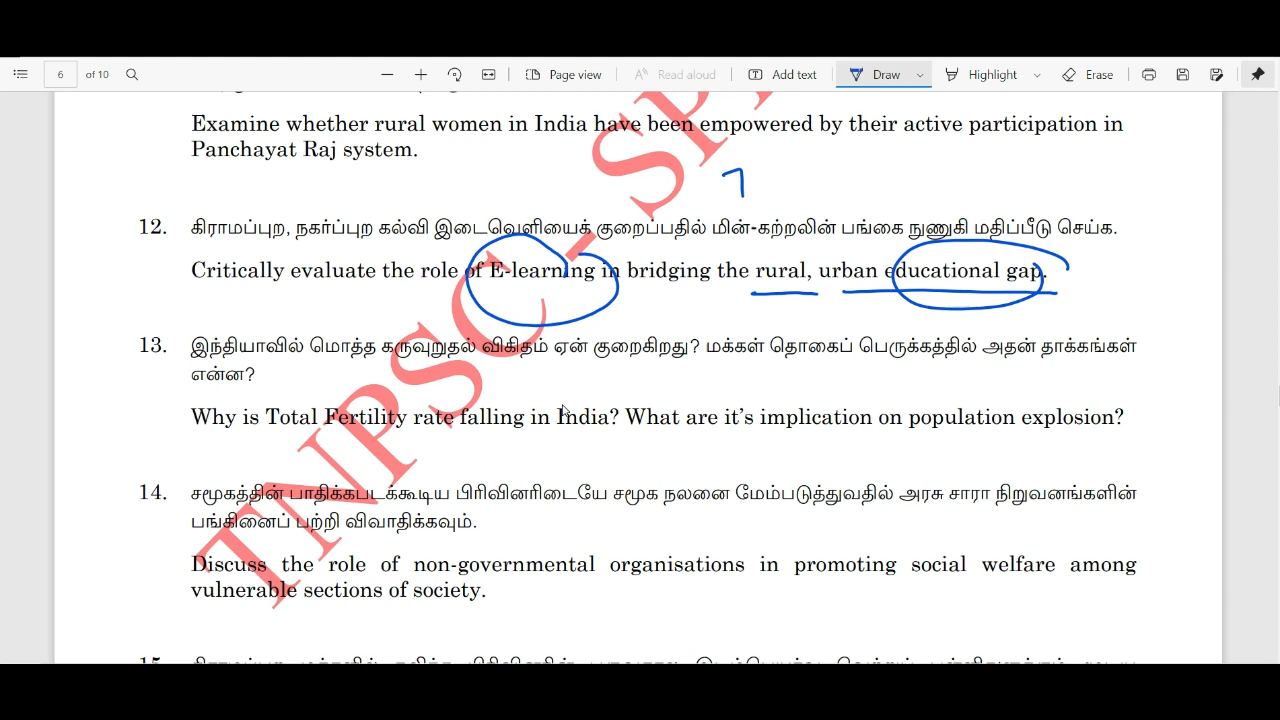 6 of 10 Page view Read aloud Add text Draw Highlight Erase
Examine whether rural women in India have been empowered by their active participation in
Panchayat Raj system.
12. கிராமப்புற, நகர்ப்புற கல்வி இடைவெளியைக் குறைப்பதில் மின்-கற்றலின் பங்கை நுணுகி மதிப்பீடு செய்க.
Critically evaluate the role of E-learning in bridging the rural, urban educational gap.
13. இந்தியாவில் மொத்த கருவுறுதல் விகிதம் ஏன் குறைகிறது? மக்கள் தொகைப் பெருக்கத்தில் அதன் தாக்கங்கள்
என்ன?
Why is Total Fertility rate falling in India? What are it's implication on population explosion?
14. சமூகத்தின் பாதிக்கபடக்கூடிய பிரிவினரிடையே சமூக நலனை மேம்படுத்துவதில் அரசு சாரா நிறுவனங்களின்
பங்கினைப் பற்றி விவாதிக்கவும்.
Discuss the role of non-governmental organisations in promoting social welfare among
vulnerable sections of society.
15.
TNPSC - SP